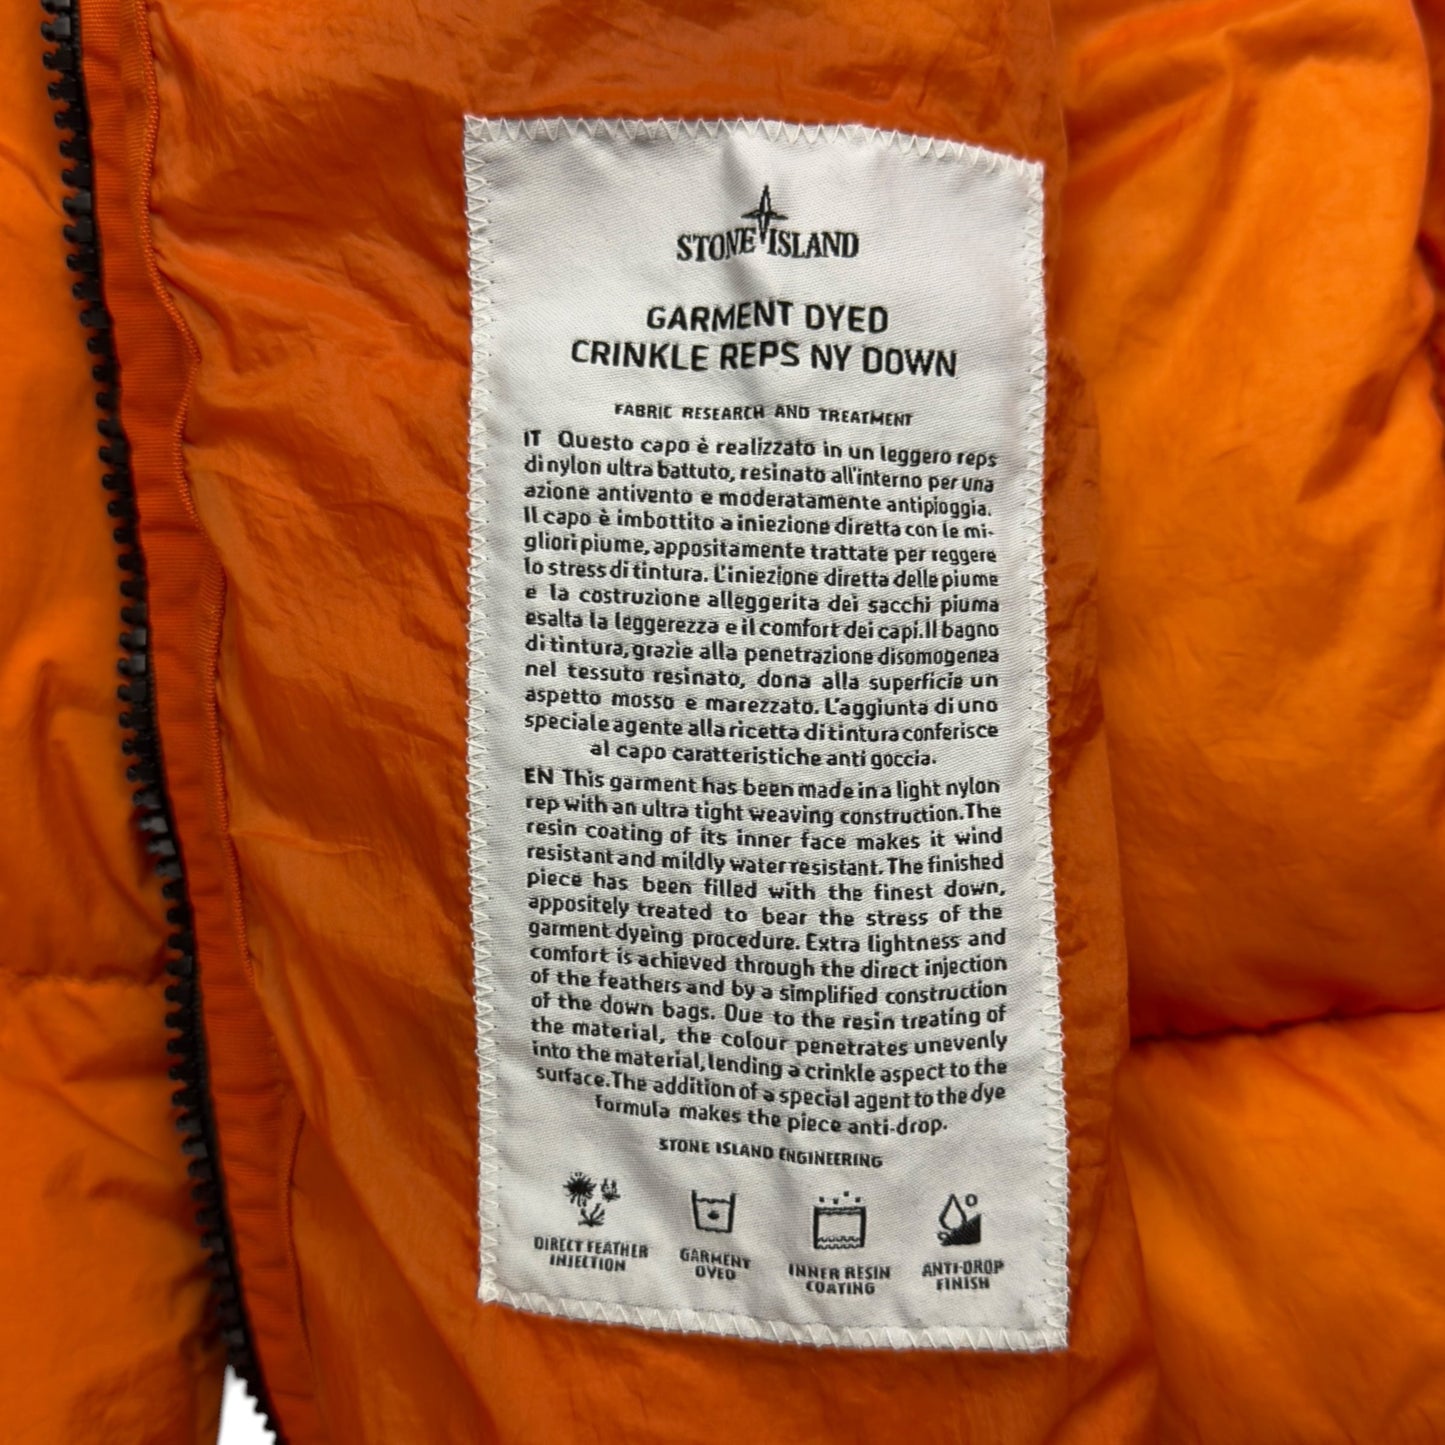 STONE ISLAND
GARMENT DYED
CRINKLE REPS NY DOWN
FABRIC RESEARCH AND TREATMENT
IT Questo capo è realizzato in un leggero reps
di nylon ultra battuto, resinato all'interno per una
azione antivento e moderatamente antipioggia.
Il capo è imbottito a iniezione diretta con le mi-
gliori piume, appositamente trattate per reggere
lo stress di tintura. L'iniezione diretta delle piume
e la costruzione alleggerita dei sacchi piuma
esalta la leggerezza e il comfort dei capi. Il bagno
di tintura, grazie alla penetrazione disomogenea
nel tessuto resinato, dona alla superficie un
aspetto mosso e marezzato. L'aggiunta di uno
speciale agente alla ricetta di tintura conferisce
al capo caratteristiche anti goccia.
EN This garment has been made in a light nylon
rep with an ultra tight weaving construction. The
resin coating of its inner face makes it wind
resistant and mildly water resistant. The finished
piece has been filled with the finest down,
appositely treated to bear the stress of the
garment dyeing procedure. Extra lightness and
comfort is achieved through the direct injection
of the feathers and by a simplified construction
of the down bags. Due to the resin treating of
the material, the colour penetrates unevenly
into the material, lending a crinkle aspect to the
surface. The addition of a special agent to the dye
formula makes the piece anti-drop.
STONE ISLAND ENGINEERING
DIRECT FEATHER
INJECTION
GARMENT
DYED
INNER RESIN
COATING
ANTI-DROP
FINISH